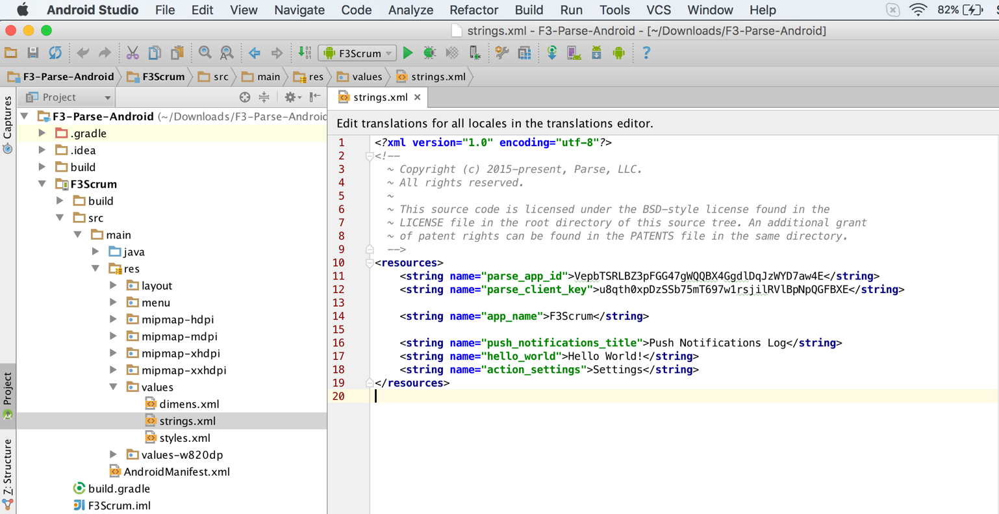 Android Studio File Edit View Navigate Code Analyze Refactor Build Run Tools VCS Window Help 82%
strings.xml - F3-Parse-Android - [~/Downloads/F3-Parse-Android]
F3Scrum
F3-Parse-Android F3Scrum src main res values strings.xml
Project
strings.xml
Captures
Project
Z: Structure
F3-Parse-Android (~/Downloads/F3-Parse-Android
.gradle
.idea
build
F3Scrum
build
src
main
java
res
layout
menu
mipmap-hdpi
mipmap-mdpi
mipmap-xhdpi
mipmap-xxhdpi
values
dimens.xml
strings.xml
styles.xml
values-w820dp
AndroidManifest.xml
build.gradle
F3Scrum.iml
Edit translations for all locales in the translations editor.
1 <?xml version="1.0" encoding="utf-8"?>
2 <!--
3 ~ Copyright (c) 2015-present, Parse, LLC.
4 ~ All rights reserved.
5 ~
6 ~ This source code is licensed under the BSD-style license found in the
7 ~ LICENSE file in the root directory of this source tree. An additional grant
8 ~ of patent rights can be found in the PATENTS file in the same directory.
9 -->
10 <resources>
11 <string name="parse_app_id">VepbTSRLBZ3pFGG47gWQQBX4GgdlDqJzWYD7aw4E</string>
12 <string name="parse_client_key">u8qth0xpDzSSb75mT697w1rsjilRVlBpNpQGFBXE</string>
13
14 <string name="app_name">F3Scrum</string>
15
16 <string name="push_notifications_title">Push Notifications Log</string>
17 <string name="hello_world">Hello World!</string>
18 <string name="action_settings">Settings</string>
19 </resources>
20